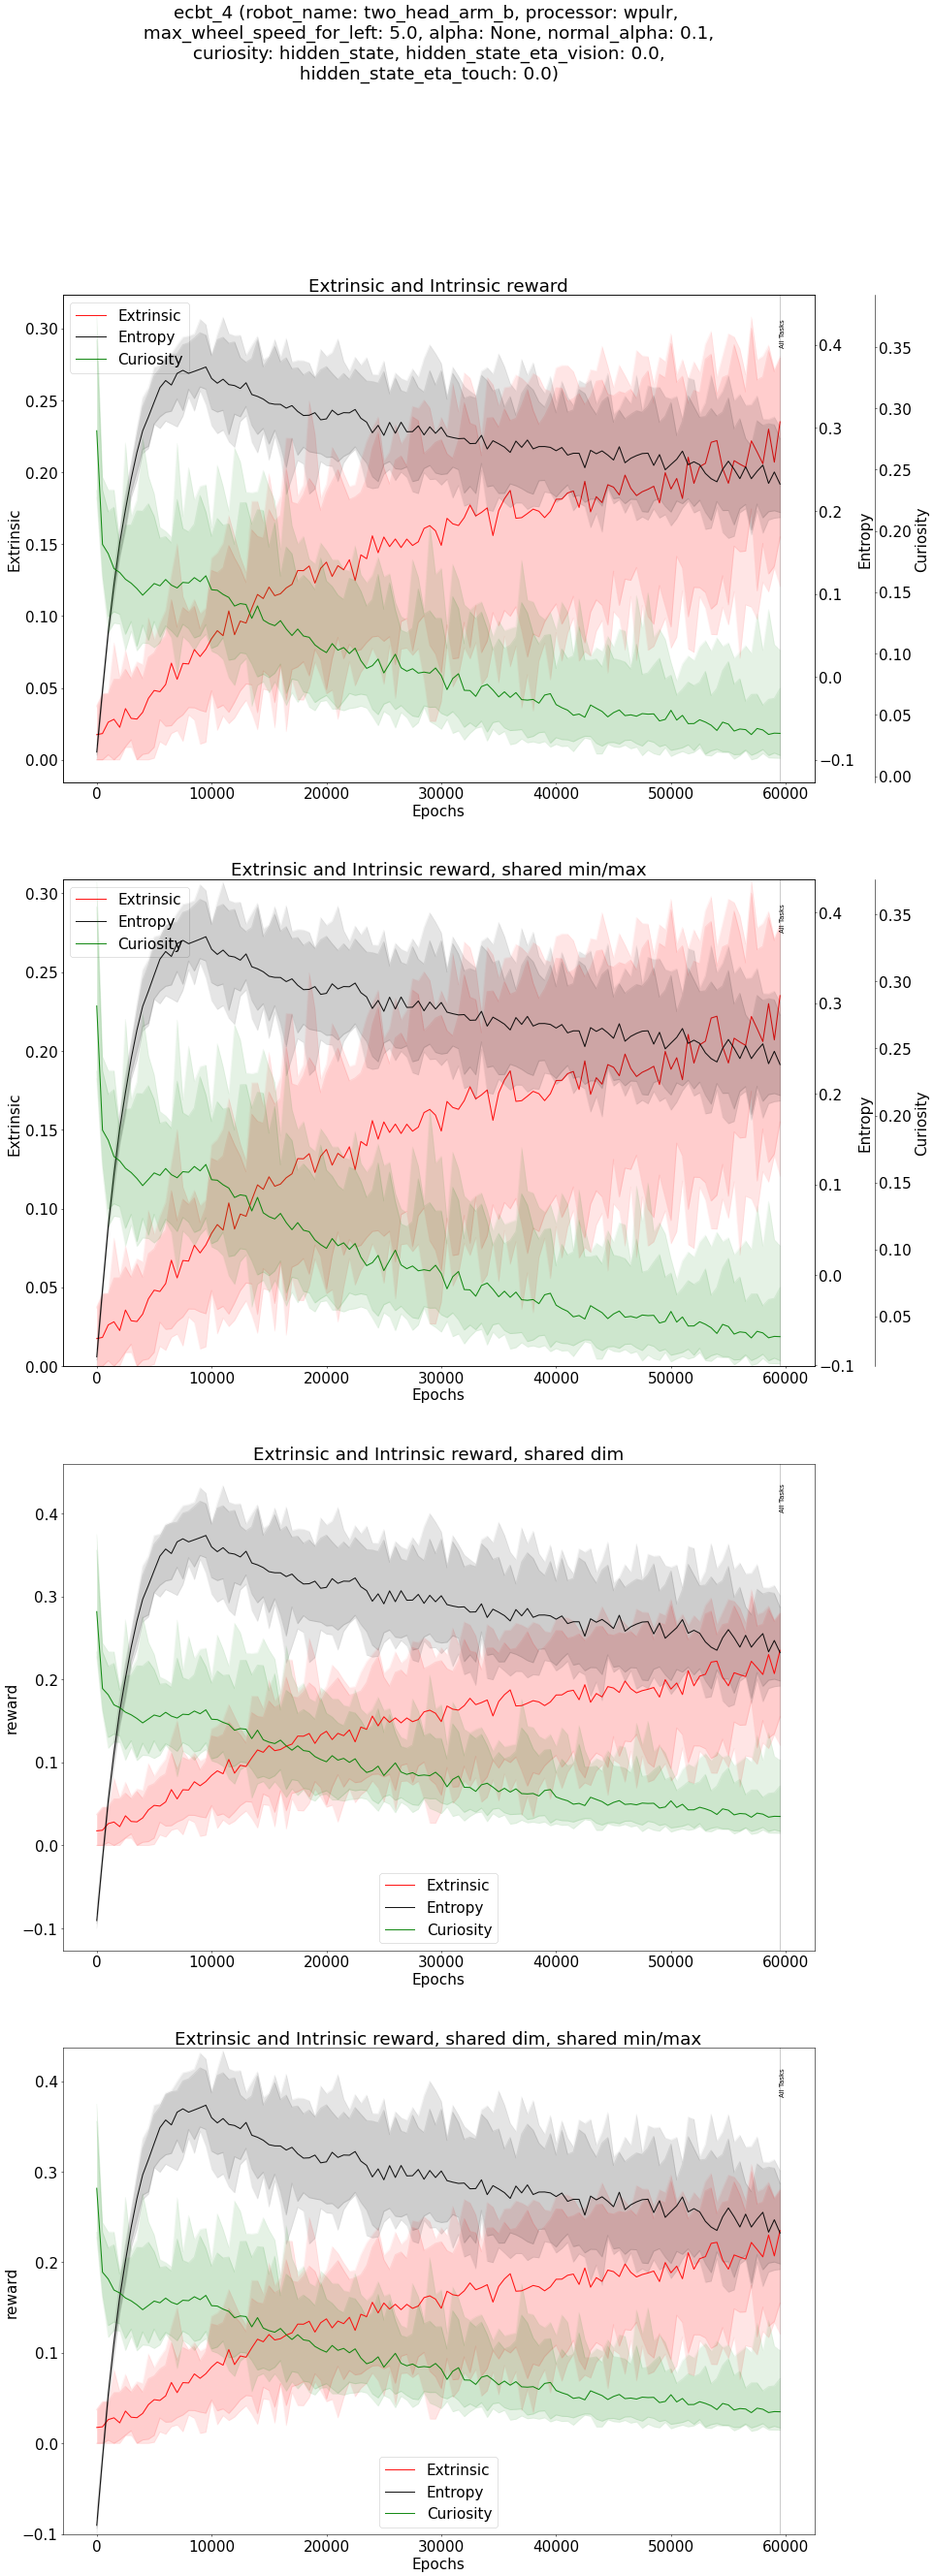 ecbt_4 (robot_name: two_head_arm_b, processor: wpulr,
max_wheel_speed_for_left: 5.0, alpha: None, normal_alpha: 0.1,
curiosity: hidden_state, hidden_state_eta_vision: 0.0,
hidden_state_eta_touch: 0.0)
Extrinsic and Intrinsic reward
Extrinsic
Entropy
Curiosity
All Tasks
0.30
0.25
0.20
0.15
0.10
0.05
0.00
Extrinsic
0.4
0.3
0.2
0.1
0.0
−0.1
Entropy
0.35
0.30
0.25
0.20
0.15
0.10
0.05
0.00
Curiosity
0 10000 20000 30000 40000 50000 60000
Epochs
Extrinsic and Intrinsic reward, shared min/max
Extrinsic
Entropy
Curiosity
All Tasks
0.30
0.25
0.20
0.15
0.10
0.05
0.00
Extrinsic
0.4
0.3
0.2
0.1
0.0
−0.1
Entropy
0.35
0.30
0.25
0.20
0.15
0.10
0.05
Curiosity
0 10000 20000 30000 40000 50000 60000
Epochs
Extrinsic and Intrinsic reward, shared dim
All Tasks
0.4
0.3
0.2
0.1
0.0
−0.1
reward
Extrinsic
Entropy
Curiosity
0 10000 20000 30000 40000 50000 60000
Epochs
Extrinsic and Intrinsic reward, shared dim, shared min/max
All Tasks
0.4
0.3
0.2
0.1
0.0
−0.1
reward
Extrinsic
Entropy
Curiosity
0 10000 20000 30000 40000 50000 60000
Epochs